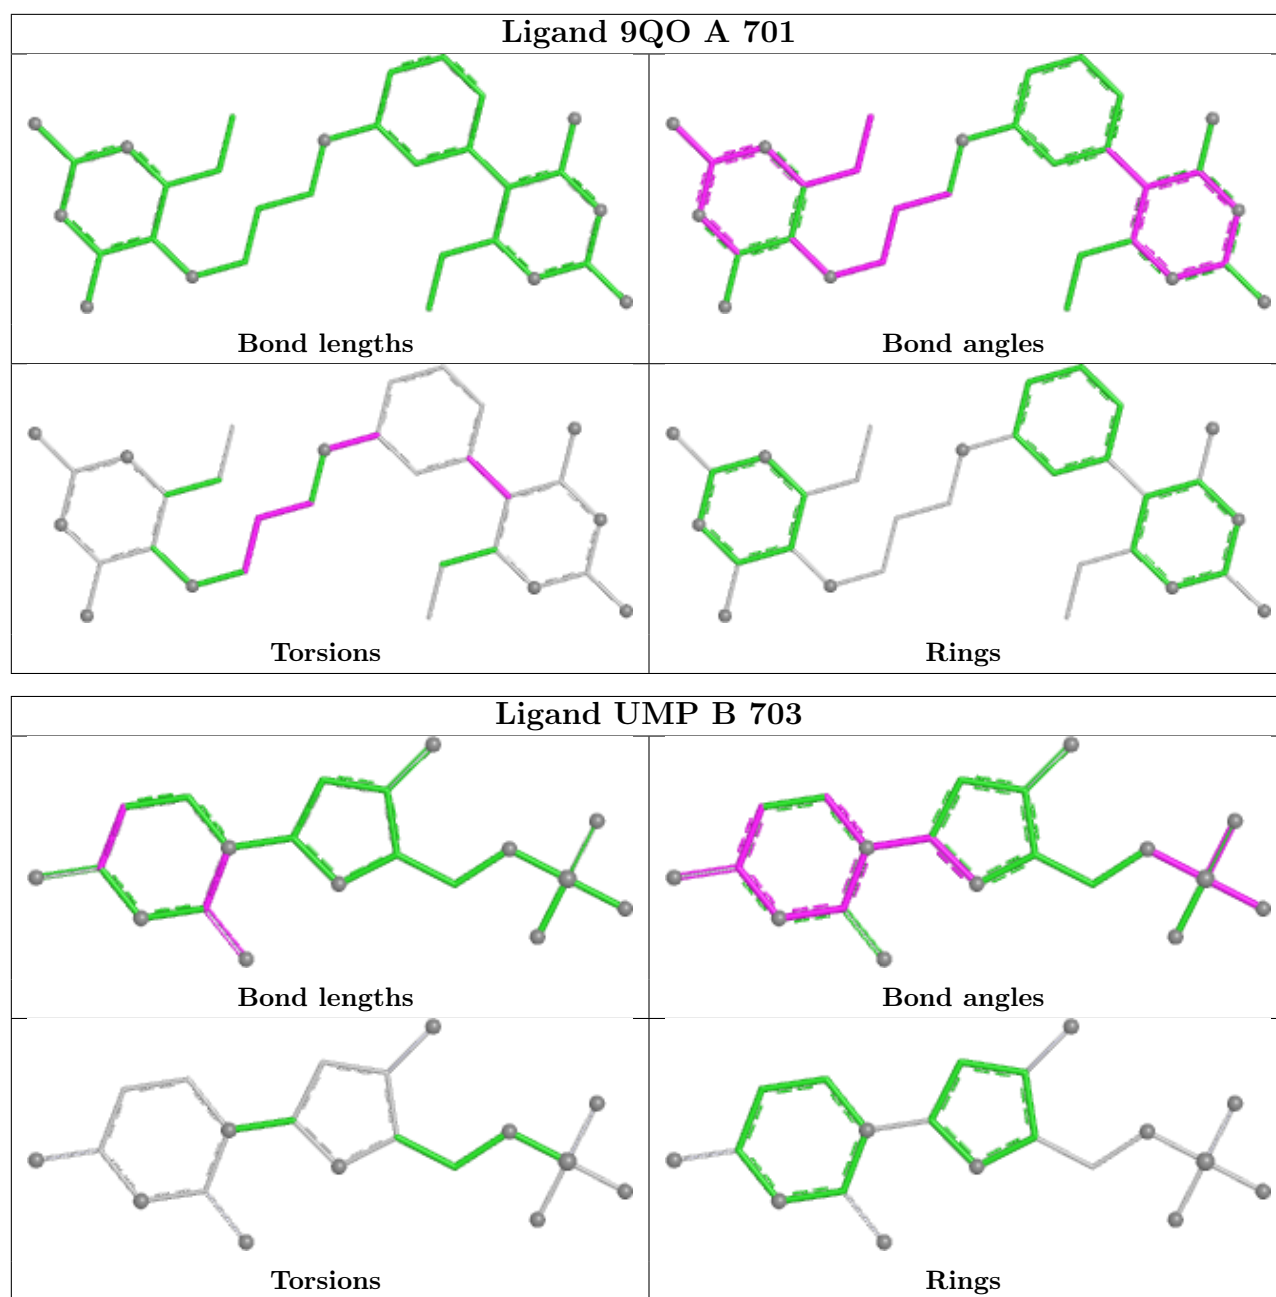 Ligand 9QO A 701
Bond lengths
Bond angles
Torsions
Rings
Ligand UMP B 703
Bond lengths
Bond angles
Torsions
Rings